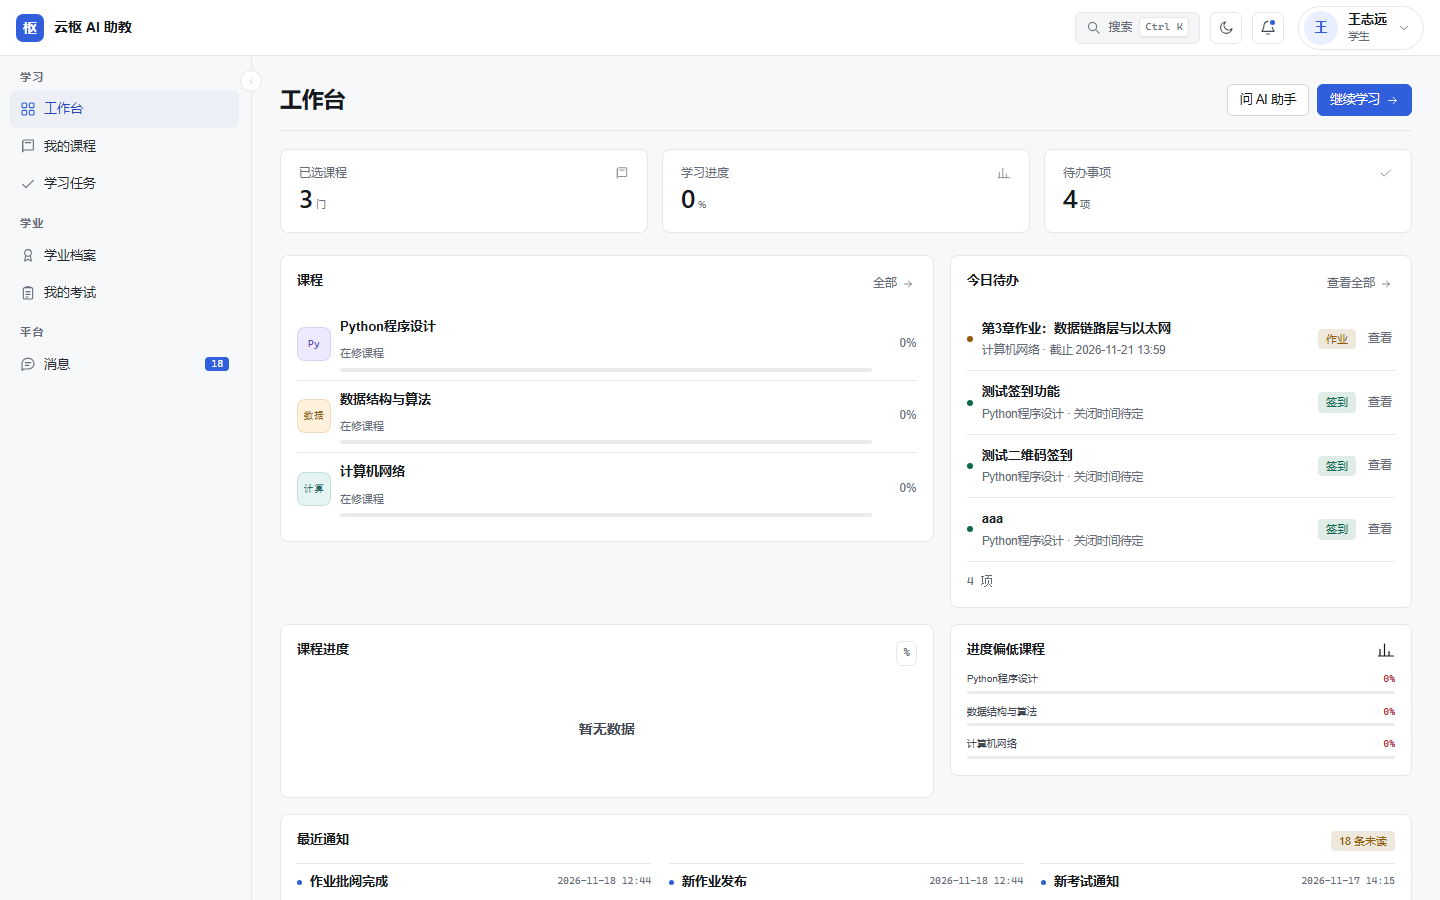 枢 云枢 AI 助教
搜索 Ctrl K
王 王志远
学生
学习
工作台
我的课程
学习任务
学业
学业档案
我的考试
平台
消息 18
工作台
问 AI 助手 继续学习 →
已选课程
3 门
学习进度
0 %
待办事项
4 项
课程 全部 →
Py Python程序设计
在修课程
0%
数据 数据结构与算法
在修课程
0%
计算 计算机网络
在修课程
0%
今日待办 查看全部 →
第3章作业：数据链路层与以太网
计算机网络 · 截止 2026-11-21 13:59
作业 查看
测试签到功能
Python程序设计 · 关闭时间待定
签到 查看
测试二维码签到
Python程序设计 · 关闭时间待定
签到 查看
aaa
Python程序设计 · 关闭时间待定
签到 查看
4 项
课程进度 %
暂无数据
进度偏低课程
Python程序设计 0%
数据结构与算法 0%
计算机网络 0%
最近通知 18 条未读
作业批阅完成 2026-11-18 12:44
新作业发布 2026-11-18 12:44
新考试通知 2026-11-17 14:15